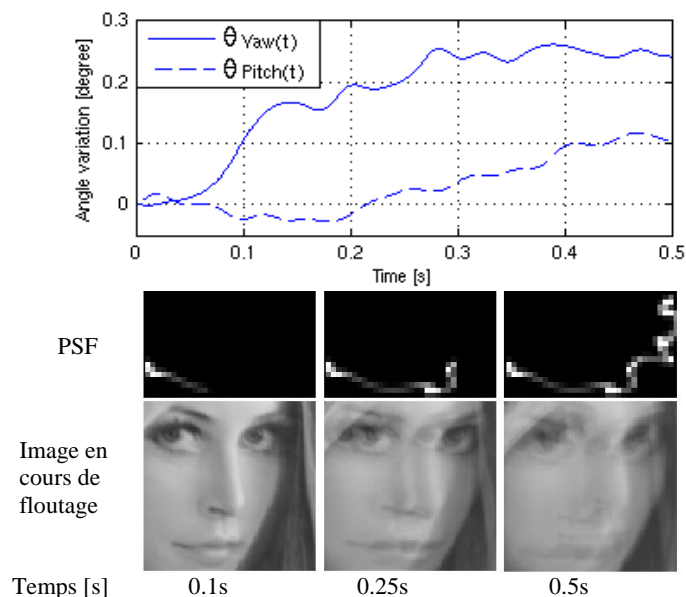 0.3
θ Yaw(t)
θ Pitch(t)
0.2
0.1
0
Angle variation [degree]
0 0.1 0.2 0.3 0.4 0.5
Time [s]
PSF
Image en
cours de
floutage
Temps [s] 0.1s 0.25s 0.5s